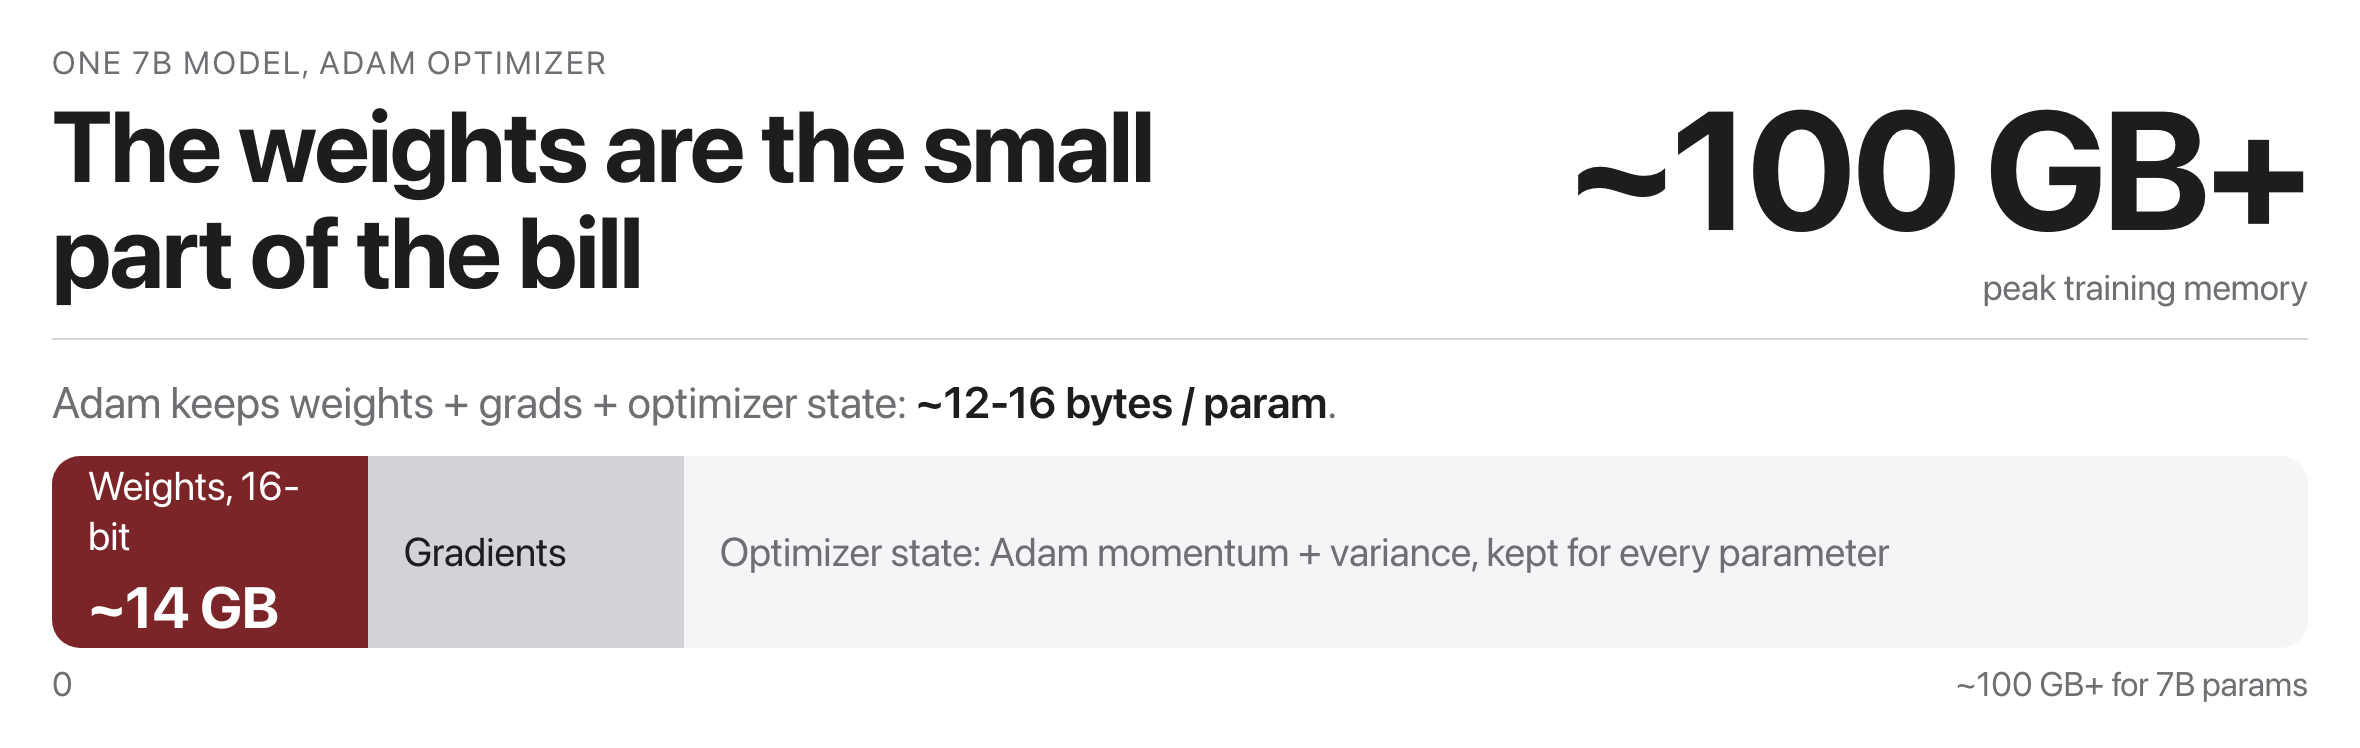 ONE 7B MODEL, ADAM OPTIMIZER
The weights are the small
part of the bill
~100 GB+
peak training memory
Adam keeps weights + grads + optimizer state: ~12-16 bytes / param.
Weights, 16-
bit
~14 GB
Gradients
Optimizer state: Adam momentum + variance, kept for every parameter
0
~100 GB+ for 7B params